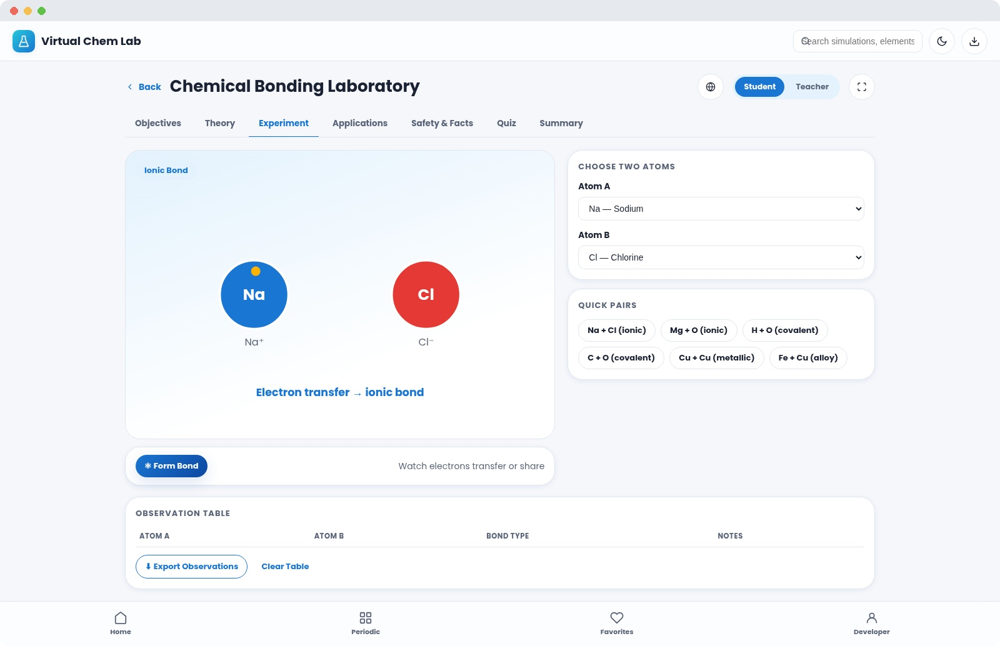 Virtual Chem Lab
Search simulations, elements
Back
Chemical Bonding Laboratory
Student
Teacher
Objectives
Theory
Experiment
Applications
Safety & Facts
Quiz
Summary
Ionic Bond
Na
Cl
Na⁺
Cl⁻
Electron transfer → ionic bond
⚛ Form Bond
Watch electrons transfer or share
CHOOSE TWO ATOMS
Atom A
Na — Sodium
Atom B
Cl — Chlorine
QUICK PAIRS
Na + Cl (ionic)
Mg + O (ionic)
H + O (covalent)
C + O (covalent)
Cu + Cu (metallic)
Fe + Cu (alloy)
OBSERVATION TABLE
ATOM A
ATOM B
BOND TYPE
NOTES
⬇ Export Observations
Clear Table
Home
Periodic
Favorites
Developer